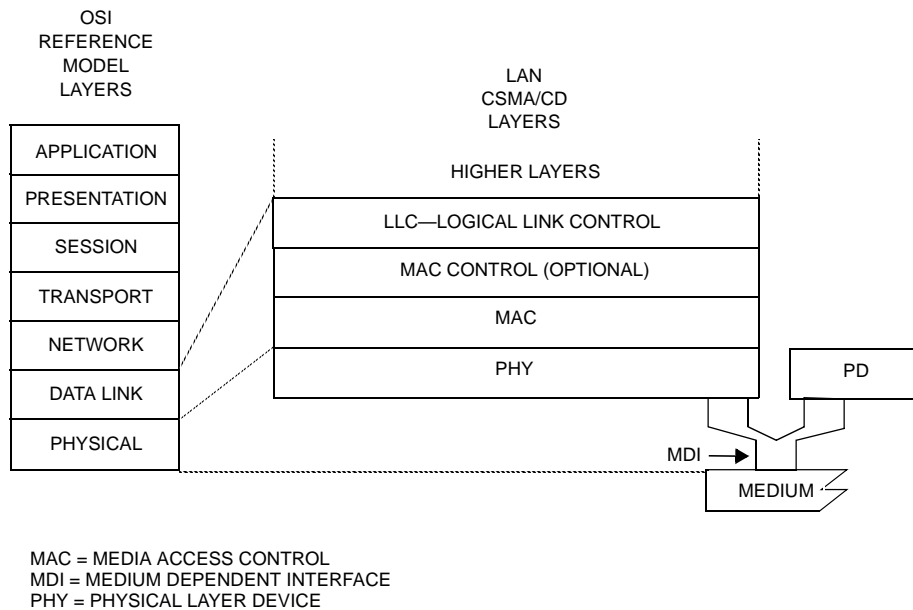 OSI
REFERENCE
MODEL
LAYERS
LAN
CSMA/CD
LAYERS
APPLICATION
PRESENTATION
SESSION
TRANSPORT
NETWORK
DATA LINK
PHYSICAL
HIGHER LAYERS
LLC—LOGICAL LINK CONTROL
MAC CONTROL (OPTIONAL)
MAC
PHY
PD
MDI
MEDIUM
MAC = MEDIA ACCESS CONTROL
MDI = MEDIUM DEPENDENT INTERFACE
PHY = PHYSICAL LAYER DEVICE